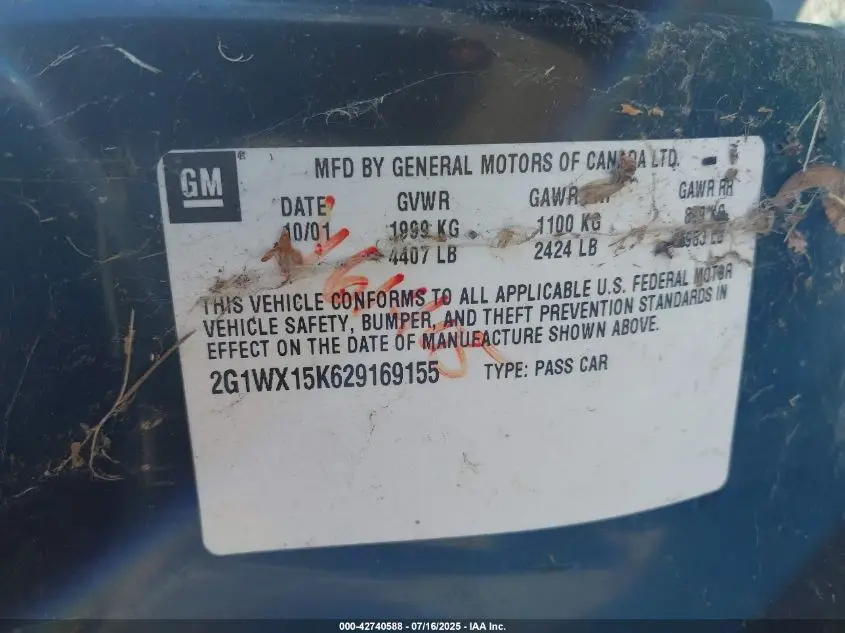 GM
MFD BY GENERAL MOTORS OF CANADA LTD.
DATE GVWR GAWR GAWR RR
10/01 1999 KG 1100 KG KG
4407 LB 2424 LB LB
THIS VEHICLE CONFORMS TO ALL APPLICABLE U.S. FEDERAL MOTOR
VEHICLE SAFETY, BUMPER, AND THEFT PREVENTION STANDARDS IN
EFFECT ON THE DATE OF MANUFACTURE SHOWN ABOVE.
2G1WX15K629169155 TYPE: PASS CAR
000-42740588 - 07/16/2025 - IAA Inc.